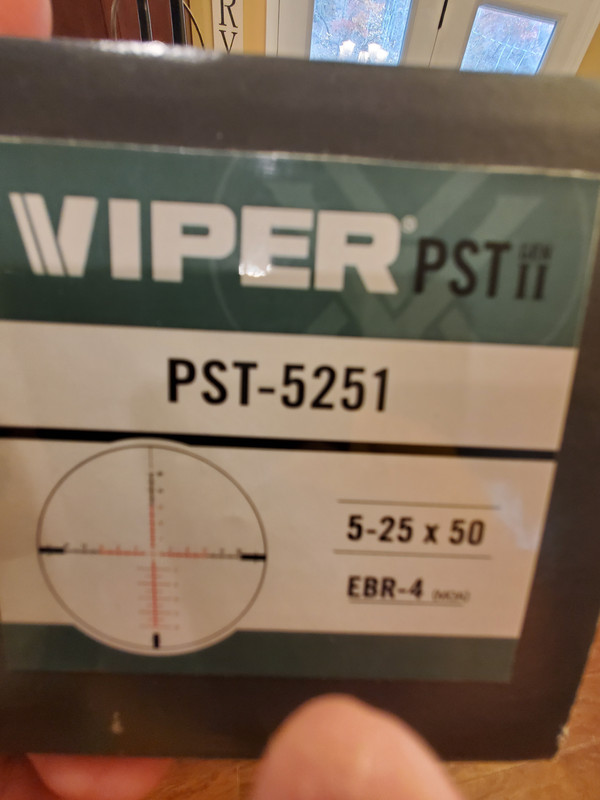 R
Y
VIPER® PST GEN II
PST-5251
5-25 x 50
EBR-4 (MOA)